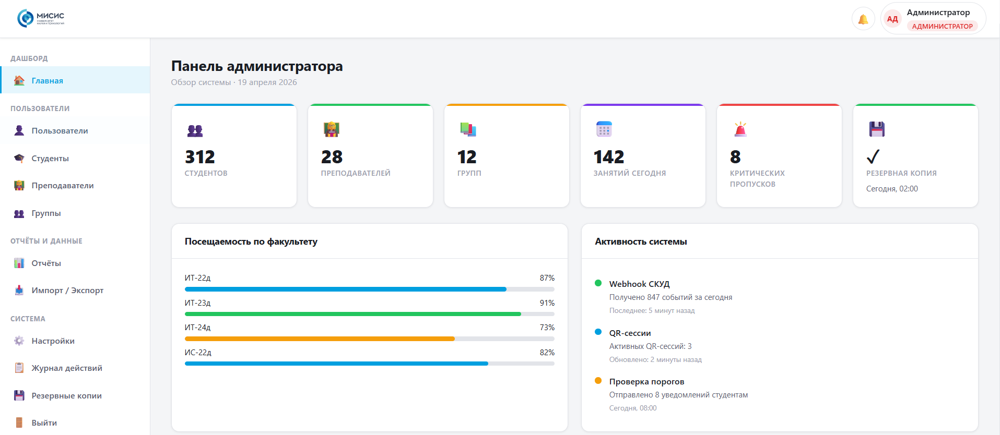 МИСИС
УНИВЕРСИТЕТ
НАУКИ И ТЕХНОЛОГИЙ
АД
Администратор
АДМИНИСТРАТОР
ДАШБОРД
Главная
ПОЛЬЗОВАТЕЛИ
Пользователи
Студенты
Преподаватели
Группы
ОТЧЁТЫ И ДАННЫЕ
Отчёты
Импорт / Экспорт
СИСТЕМА
Настройки
Журнал действий
Резервные копии
Выйти
Панель администратора
Обзор системы · 19 апреля 2026
312
СТУДЕНТОВ
28
ПРЕПОДАВАТЕЛЕЙ
12
ГРУПП
142
ЗАНЯТИЙ СЕГОДНЯ
8
КРИТИЧЕСКИХ
ПРОПУСКОВ
✓
РЕЗЕРВНАЯ КОПИЯ
Сегодня, 02:00
Посещаемость по факультету
ИТ-22д 87%
ИТ-23д 91%
ИТ-24д 73%
ИС-22д 82%
Активность системы
Webhook СКУД
Получено 847 событий за сегодня
Последнее: 5 минут назад
QR-сессии
Активных QR-сессий: 3
Обновлено: 2 минуты назад
Проверка порогов
Отправлено 8 уведомлений студентам
Сегодня, 08:00